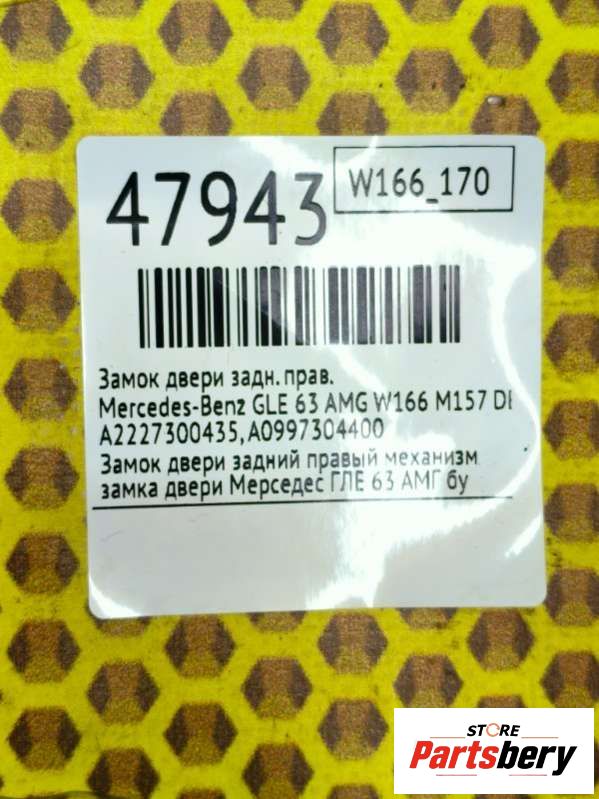 47943
W166_170
Замок двери задн. прав.
Mercedes-Benz GLE 63 AMG W166 M157 DE
A2227300435,A0997304400
Замок двери задний правый механизм
замка двери Мерседес ГЛЕ 63 АМГ бу
STORE
Partsbery